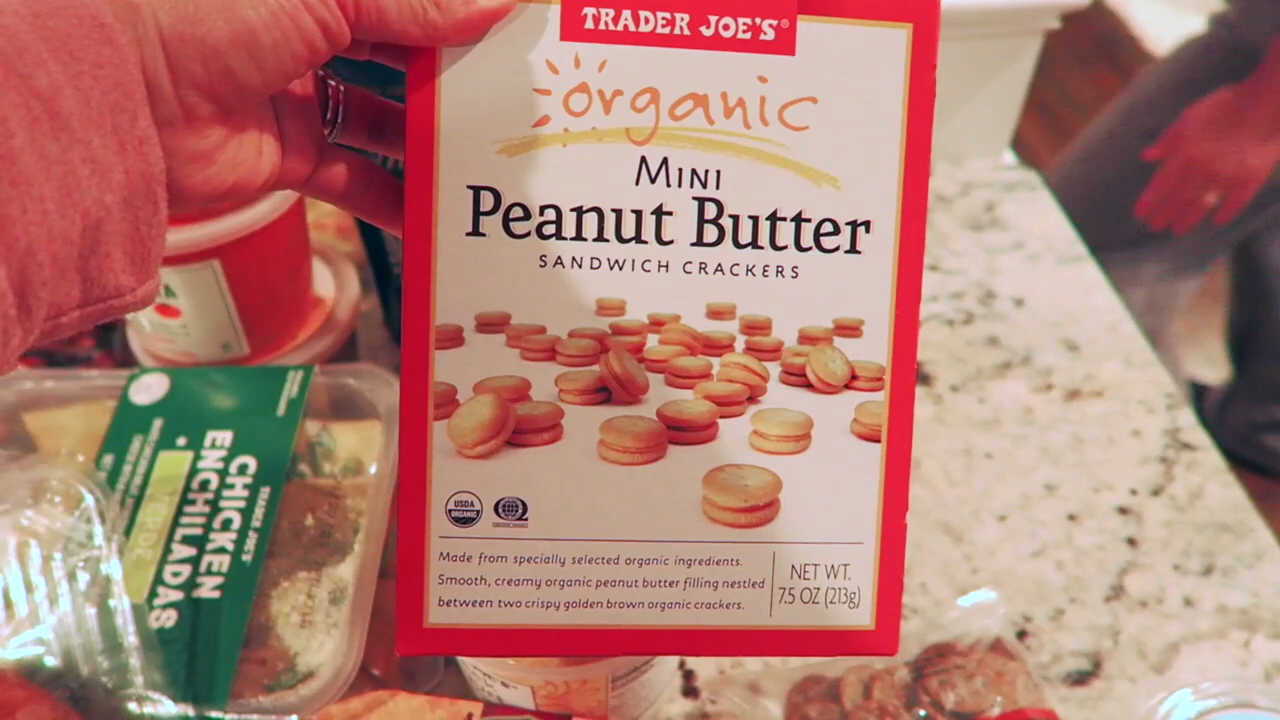 TRADER JOE'S®
organic
MINI
Peanut Butter
SANDWICH CRACKERS
USDA
ORGANIC
Made from specially selected organic ingredients.
Smooth, creamy organic peanut butter filling nestled
between two crispy golden brown organic crackers.
NET WT.
7.5 OZ (213g)
TRADER JOE'S
CHICKEN
ENCHILADAS
VERDE